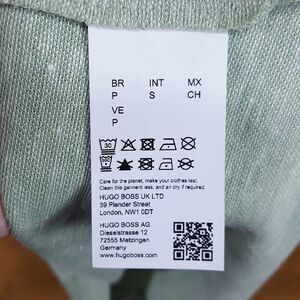 BR INT MX
P S CH
VE
P
30
Care for the planet, make your clothes last.
Clean this garment less, and air dry if required.
HUGO BOSS UK LTD
39 Plender Street
London, NW1 0DT
HUGO BOSS AG
Dieselstrasse 12
72555 Metzingen
Germany
www.hugoboss.com